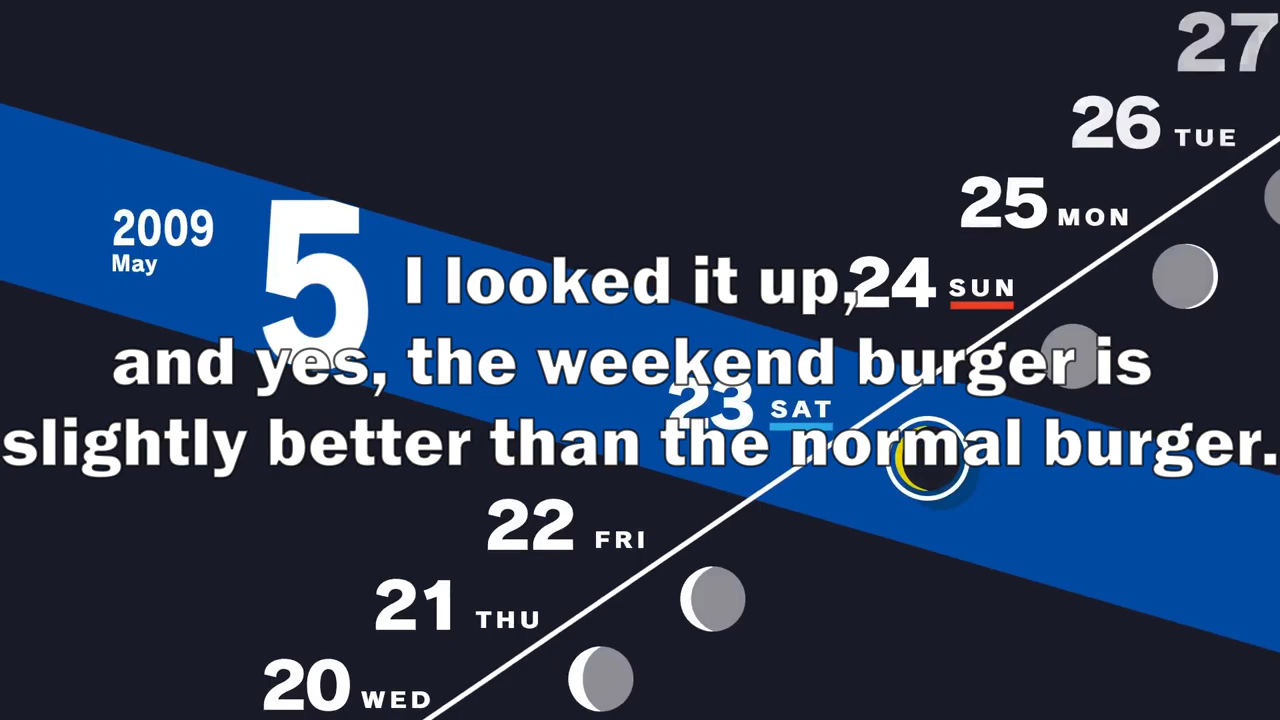 27
26 TUE
25 MON
2009
May
5
24 SUN
I looked it up,
and yes, the weekend burger is
slightly better than the normal burger.
23 SAT
22 FRI
21 THU
20 WED